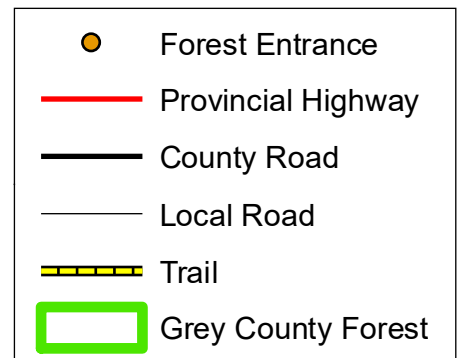 Forest Entrance
Provincial Highway
County Road
Local Road
Trail
Grey County Forest